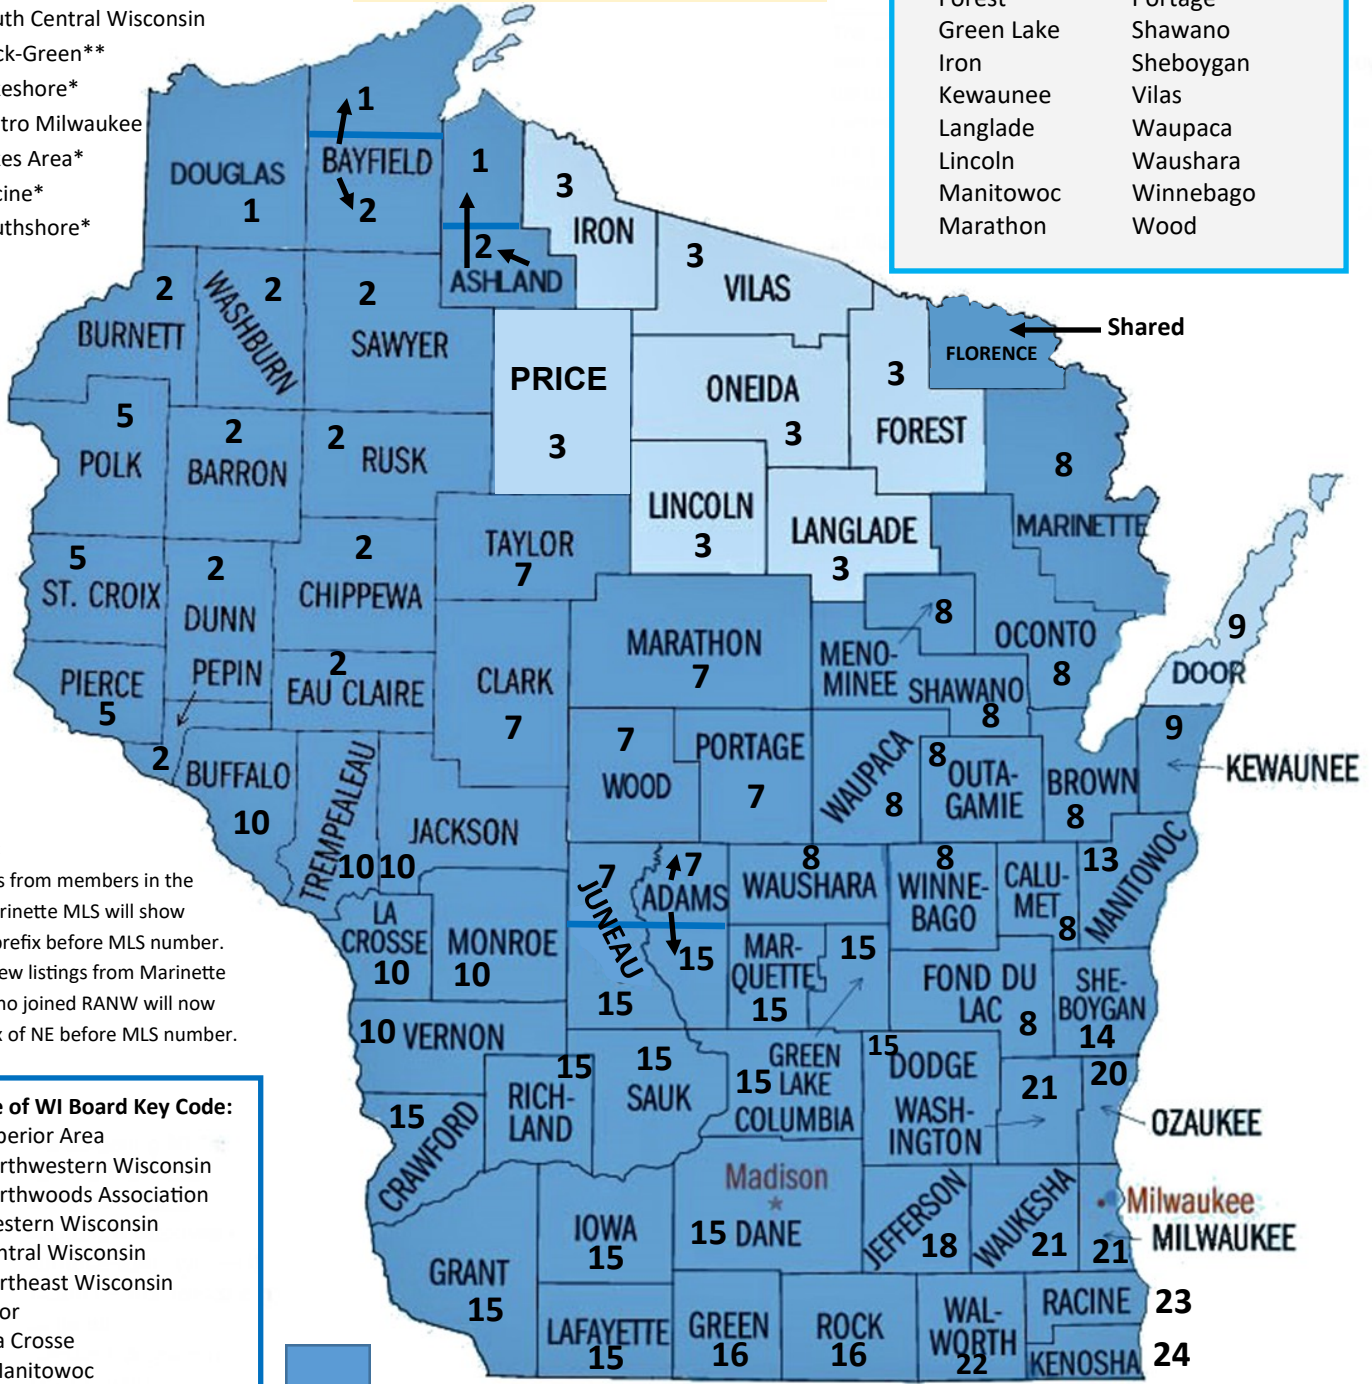 uth Central Wisconsin
ck-Green**
keshore*
tro Milwaukee
kes Area*
cine*
uthshore*
Forest Portage
Green Lake Shawano
Iron Sheboygan
Kewaunee Vilas
Langlade Waupaca
Lincoln Waushara
Manitowoc Winnebago
Marathon Wood
DOUGLAS
1
1
BAYFIELD
2
1
2
ASHLAND
3
IRON
3
VILAS
Shared
FLORENCE
2
BURNETT
2
WASHBURN
2
SAWYER
PRICE
3
ONEIDA
3
3
FOREST
8
MARINETTE
5
POLK
2
BARRON
2
RUSK
LINCOLN
3
LANGLADE
3
TAYLOR
7
5
ST. CROIX
2
DUNN
2
CHIPPEWA
PIERCE
5
PEPIN
2
2
EAU CLAIRE
CLARK
7
MARATHON
7
8
MENO-
MINEE
SHAWANO
8
OCONTO
8
9
DOOR
9
KEWAUNEE
BUFFALO
10
TREMPEALEAU
10
JACKSON
10
7
WOOD
PORTAGE
7
WAUPACA
8
8
OUTA-
GAMIE
BROWN
8
7
JUNEAU
15
7
ADAMS
15
8
WAUSHARA
8
WINNE-
BAGO
CALU-
MET
8
13
MANITOWOC
s from members in the
rinette MLS will show
prefix before MLS number.
ew listings from Marinette
ho joined RANW will now
x of NE before MLS number.
LA
CROSSE
10
MONROE
10
MAR-
QUETTE
15
15
FOND DU
LAC
8
SHE-
BOYGAN
14
10 VERNON
15
RICH-
LAND
15
SAUK
GREEN
LAKE
15
COLUMBIA
15
DODGE
WASH-
INGTON
21
20
OZAUKEE
15
CRAWFORD
e of WI Board Key Code:
perior Area
rthwestern Wisconsin
rthwoods Association
estern Wisconsin
ntral Wisconsin
rtheast Wisconsin
or
a Crosse
Manitowoc
GRANT
15
IOWA
15
Madison
15 DANE
JEFFERSON
18
WAUKESHA
21
Milwaukee
MILWAUKEE
21
LAFAYETTE
15
GREEN
16
ROCK
16
WAL-
WORTH
22
RACINE 23
KENOSHA 24